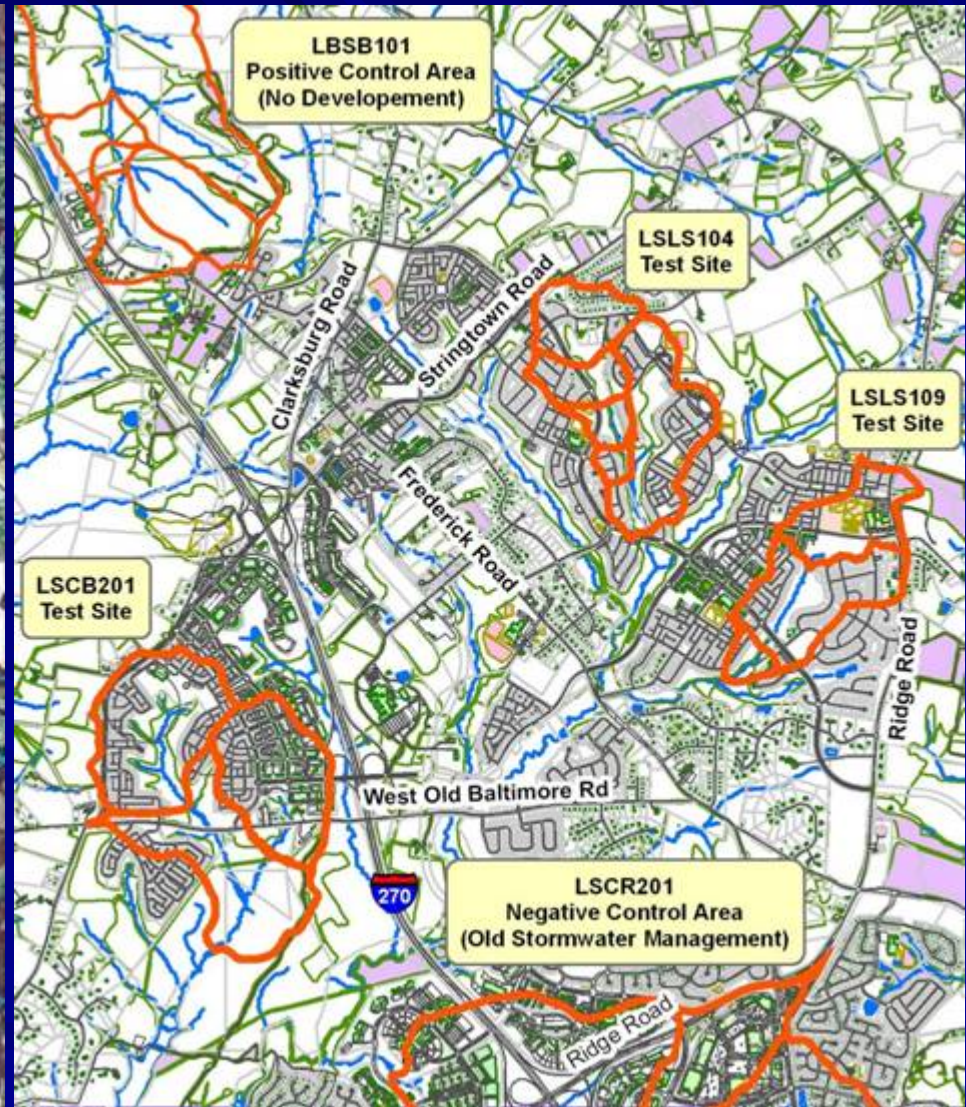 LBSB101
Positive Control Area
(No Developement)
LSLS104
Test Site
Clarksburg Road
Stringtown Road
LSLS109
Test Site
Frederick Road
LSCB201
Test Site
Ridge Road
West Old Baltimore Rd
270
LSCR201
Negative Control Area
(Old Stormwater Management)
Ridge Road